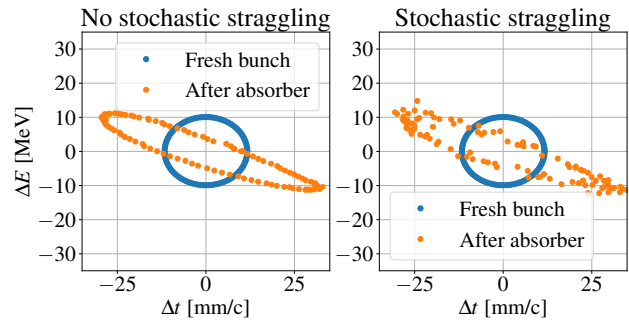 No stochastic straggling
Stochastic straggling
ΔE [MeV]
30
20
10
0
−10
−20
−30
Fresh bunch
After absorber
−25
0
25
Δt [mm/c]
30
20
10
0
−10
−20
−30
Fresh bunch
After absorber
−25
0
25
Δt [mm/c]